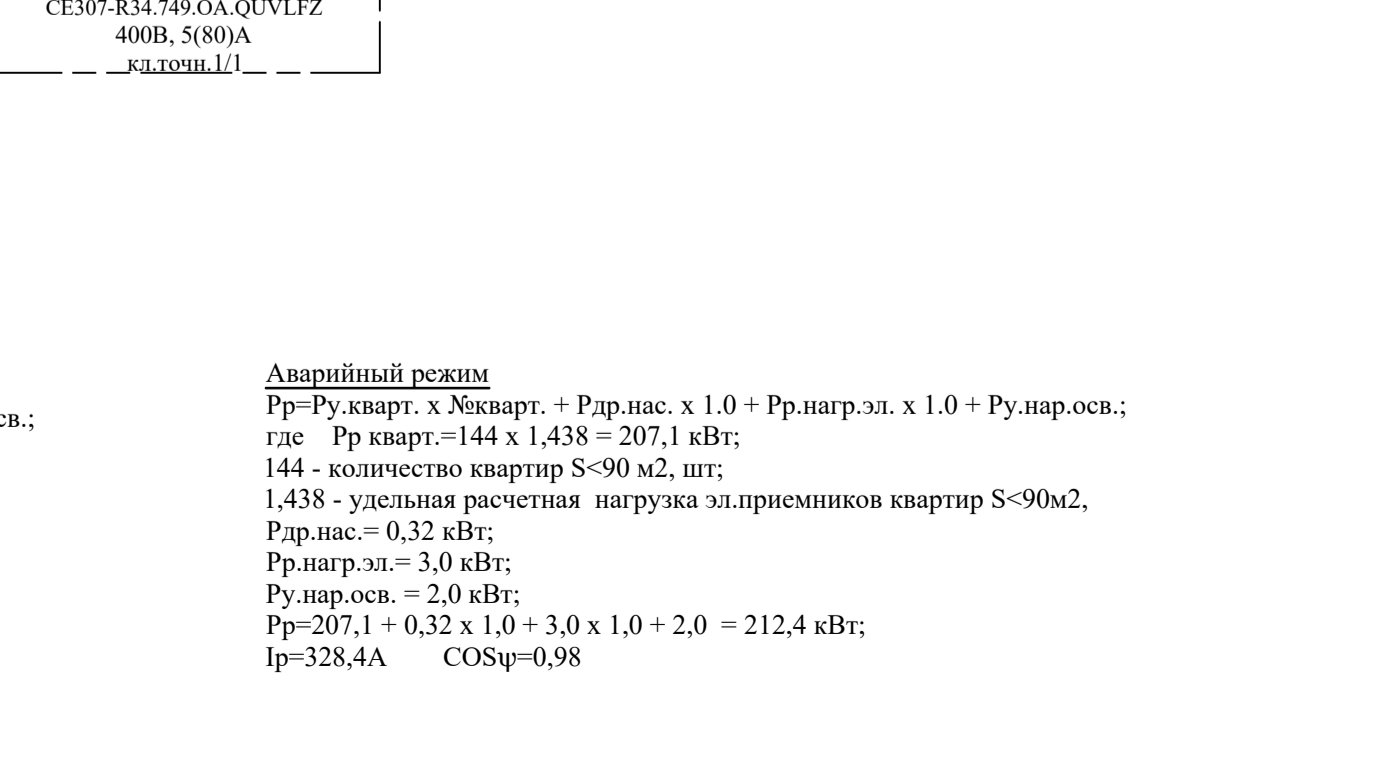 CE307-R34.749.OA.QUVLFZ
400В, 5(80)А
кл.точн.1/1
Аварийный режим
Рр=Ру.кварт. х №кварт. + Рдр.нас. х 1.0 + Рр.нагр.эл. х 1.0 + Ру.нар.осв.;
св.;
где Рр кварт.=144 х 1,438 = 207,1 кВт;
144 - количество квартир S<90 м2, шт;
1,438 - удельная расчетная нагрузка эл.приемников квартир S<90м2,
Рдр.нас.= 0,32 кВт;
Рр.нагр.эл.= 3,0 кВт;
Ру.нар.осв. = 2,0 кВт;
Рр=207,1 + 0,32 х 1,0 + 3,0 х 1,0 + 2,0 = 212,4 кВт;
Iр=328,4А COSψ=0,98